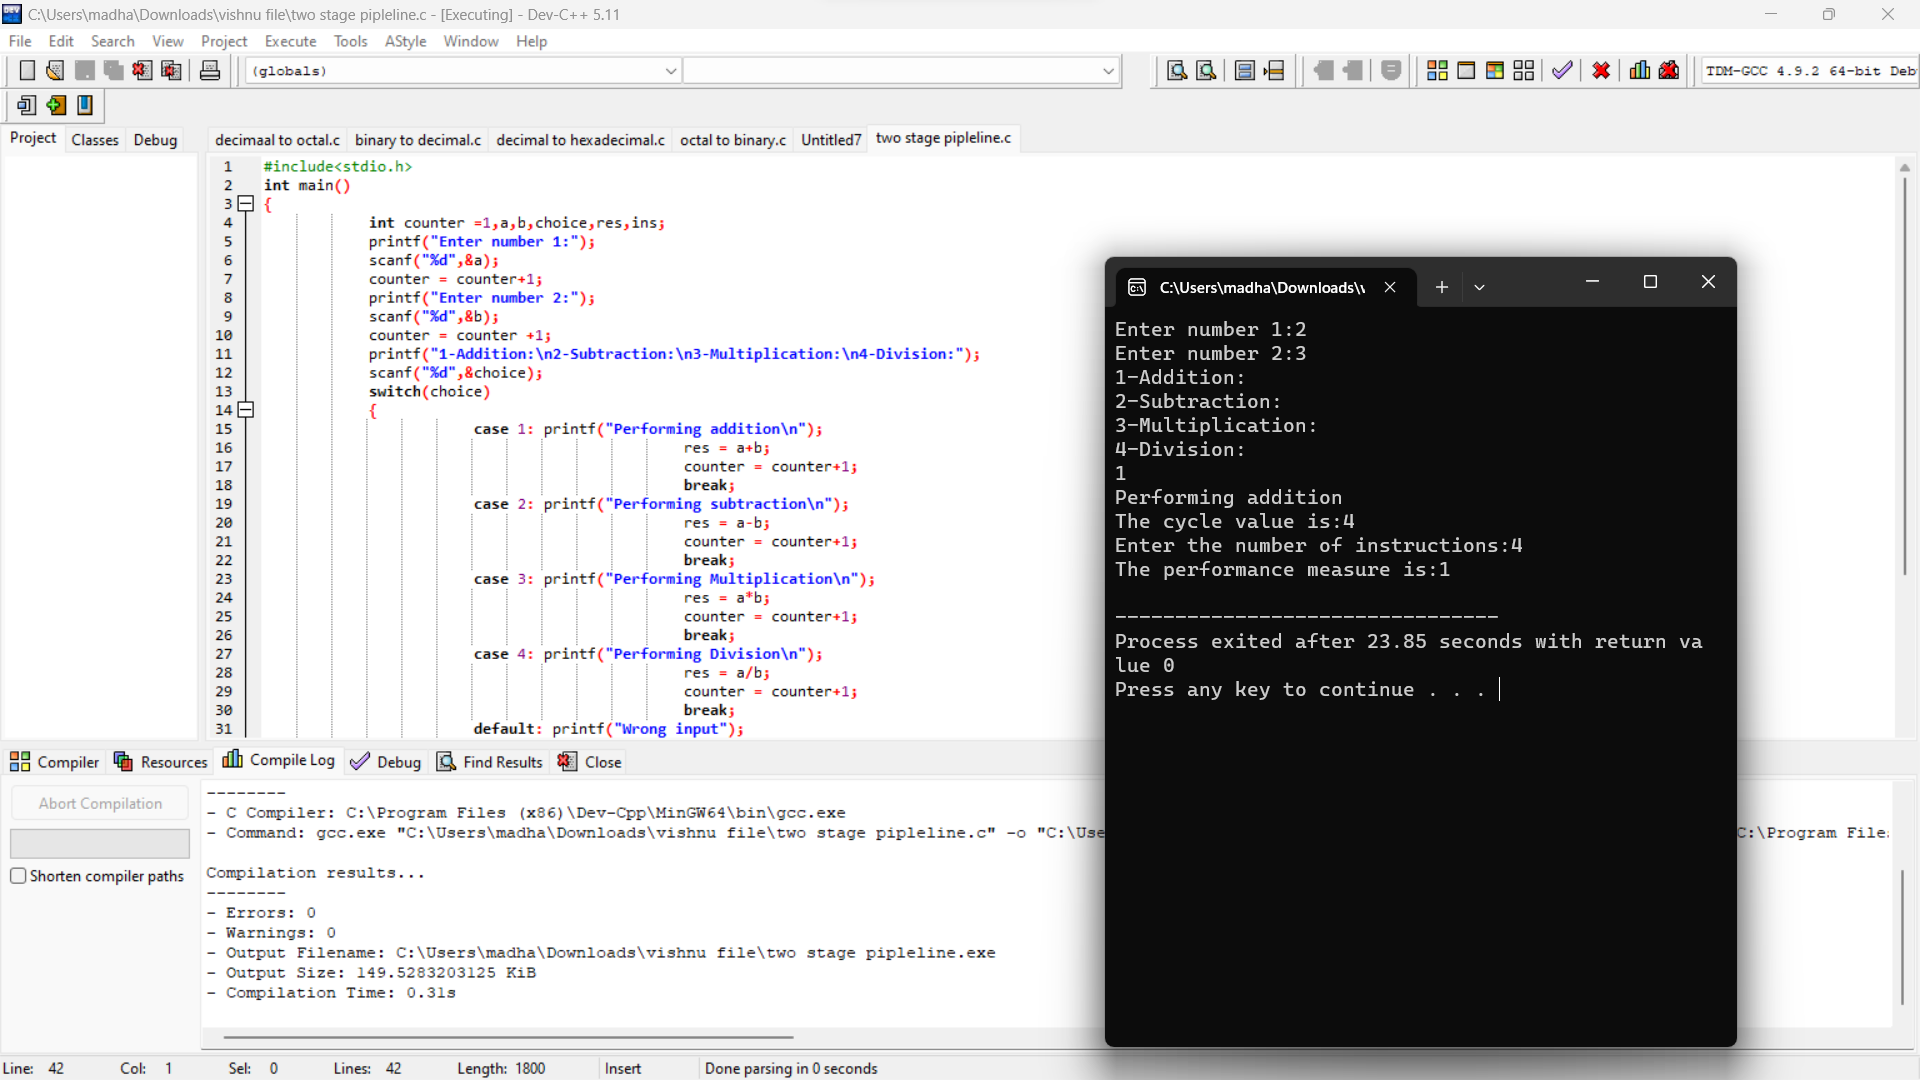 C:\Users\madha\Downloads\vishnu file\two stage pipleline.c - [Executing] - Dev-C++ 5.11
File Edit Search View Project Execute Tools AStyle Window Help
(globals)
TDM-GCC 4.9.2 64-bit Deb
Project Classes Debug
decimaal to octal.c binary to decimal.c decimal to hexadecimal.c octal to binary.c Untitled7 two stage pipleline.c
1 #include<stdio.h>
2 int main()
3 {
4 int counter =1,a,b,choice,res,ins;
5 printf("Enter number 1:");
6 scanf("%d",&a);
7 counter = counter+1;
8 printf("Enter number 2:");
9 scanf("%d",&b);
10 counter = counter +1;
11 printf("1-Addition:\n2-Subtraction:\n3-Multiplication:\n4-Division:");
12 scanf("%d",&choice);
13 switch(choice)
14 {
15 case 1: printf("Performing addition\n");
16 res = a+b;
17 counter = counter+1;
18 break;
19 case 2: printf("Performing subtraction\n");
20 res = a-b;
21 counter = counter+1;
22 break;
23 case 3: printf("Performing Multiplication\n");
24 res = a*b;
25 counter = counter+1;
26 break;
27 case 4: printf("Performing Division\n");
28 res = a/b;
29 counter = counter+1;
30 break;
31 default: printf("Wrong input");
C:\Users\madha\Downloads\v
Enter number 1:2
Enter number 2:3
1-Addition:
2-Subtraction:
3-Multiplication:
4-Division:
1
Performing addition
The cycle value is:4
Enter the number of instructions:4
The performance measure is:1
--------------------------------
Process exited after 23.85 seconds with return va
lue 0
Press any key to continue . . .
Compiler Resources Compile Log Debug Find Results Close
Abort Compilation
Shorten compiler paths
--------
- C Compiler: C:\Program Files (x86)\Dev-Cpp\MinGW64\bin\gcc.exe
- Command: gcc.exe "C:\Users\madha\Downloads\vishnu file\two stage pipleline.c" -o "C:\Use C:\Program File
Compilation results...
--------
- Errors: 0
- Warnings: 0
- Output Filename: C:\Users\madha\Downloads\vishnu file\two stage pipleline.exe
- Output Size: 149.5283203125 KiB
- Compilation Time: 0.31s
Line: 42 Col: 1 Sel: 0 Lines: 42 Length: 1800 Insert Done parsing in 0 seconds